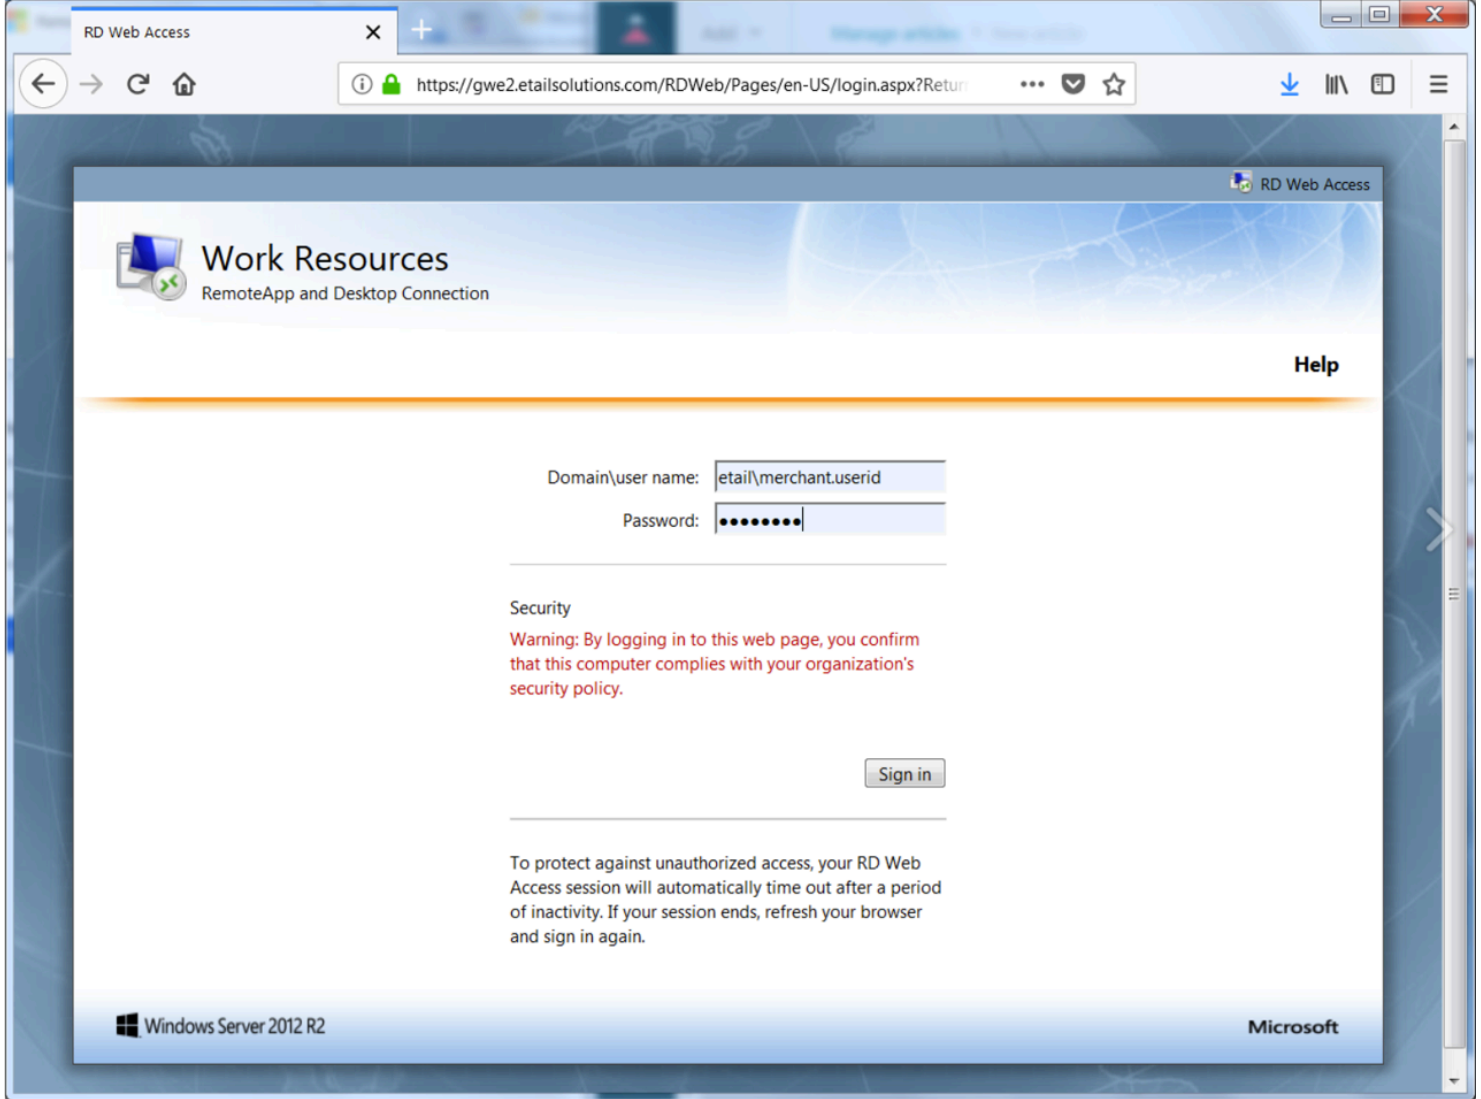 RD Web Access
https://gwe2.etailsolutions.com/RDWeb/Pages/en-US/login.aspx?Retur
RD Web Access
Work Resources
RemoteApp and Desktop Connection
Help
Domain\user name: etail\merchant.userid
Password: ••••••••
Security
Warning: By logging in to this web page, you confirm
that this computer complies with your organization's
security policy.
Sign in
To protect against unauthorized access, your RD Web
Access session will automatically time out after a period
of inactivity. If your session ends, refresh your browser
and sign in again.
Windows Server 2012 R2
Microsoft